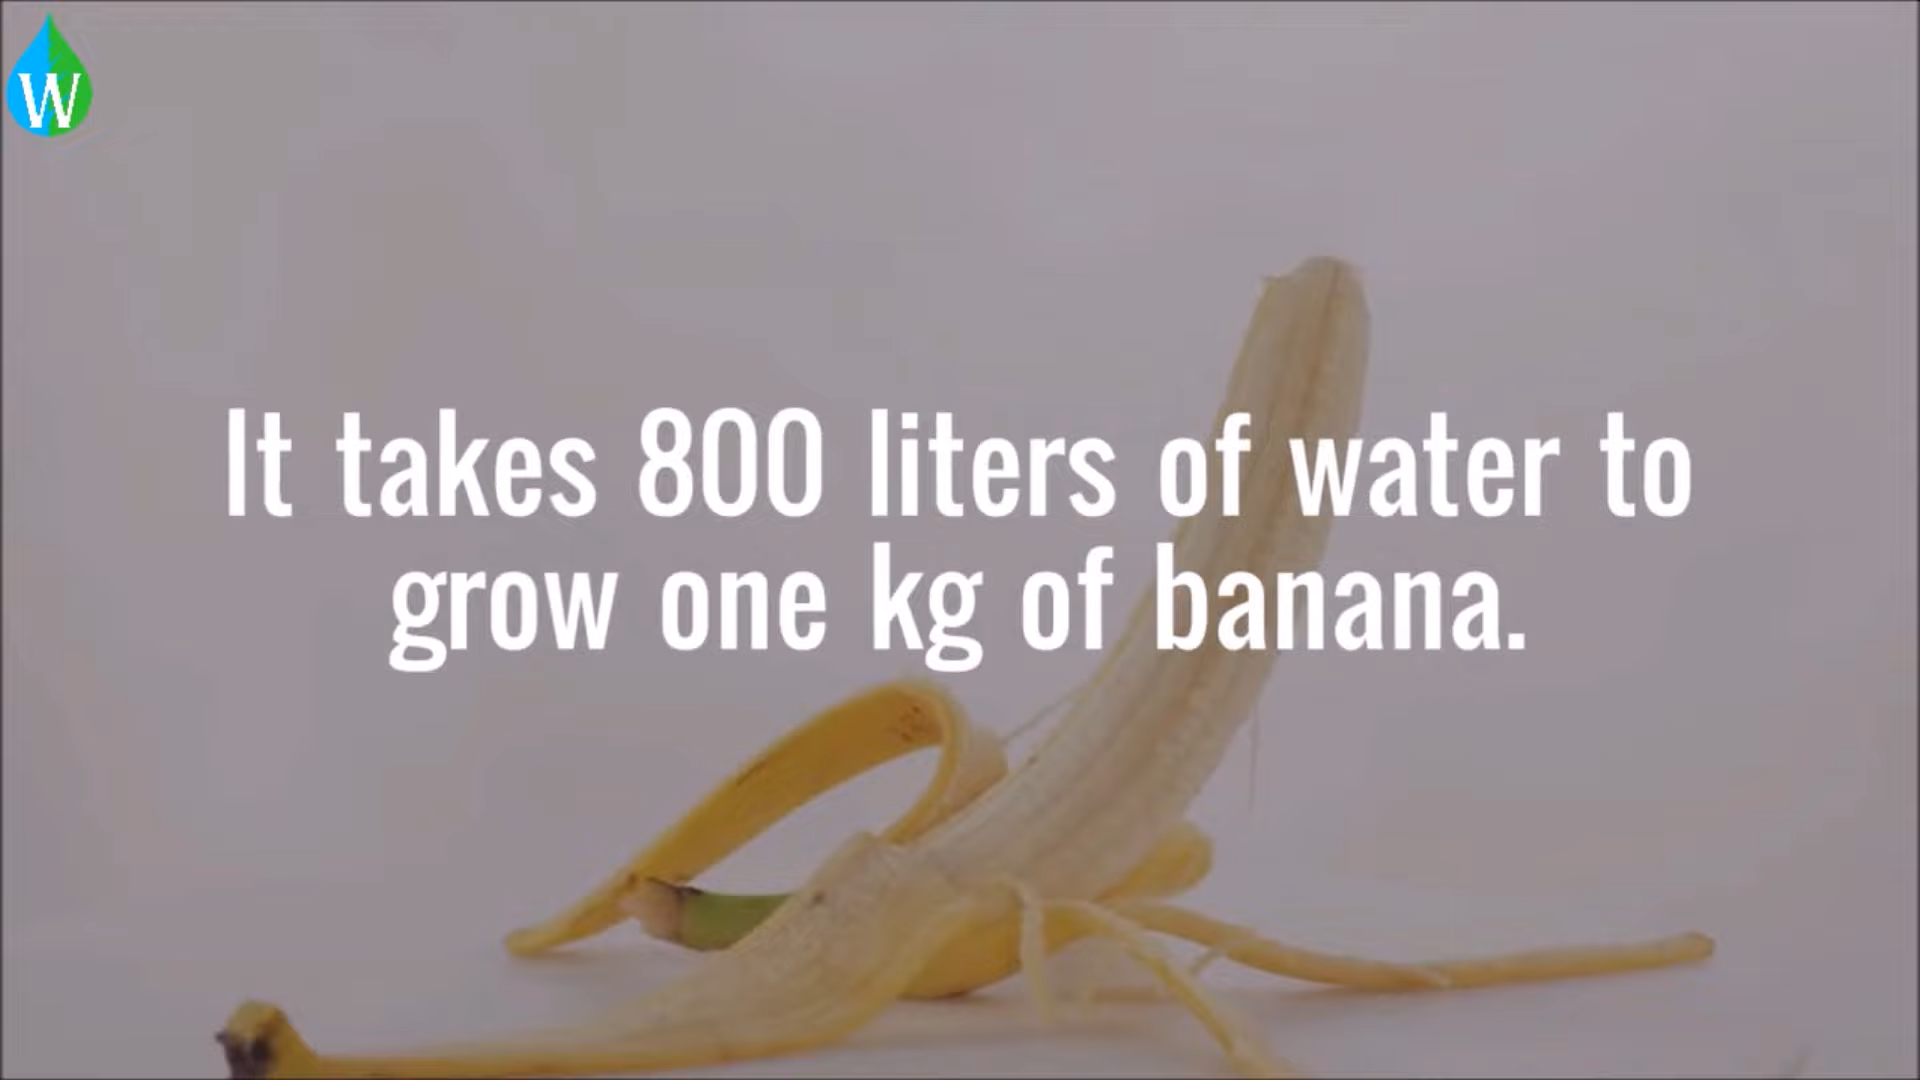 W
It takes 800 liters of water to
grow one kg of banana.